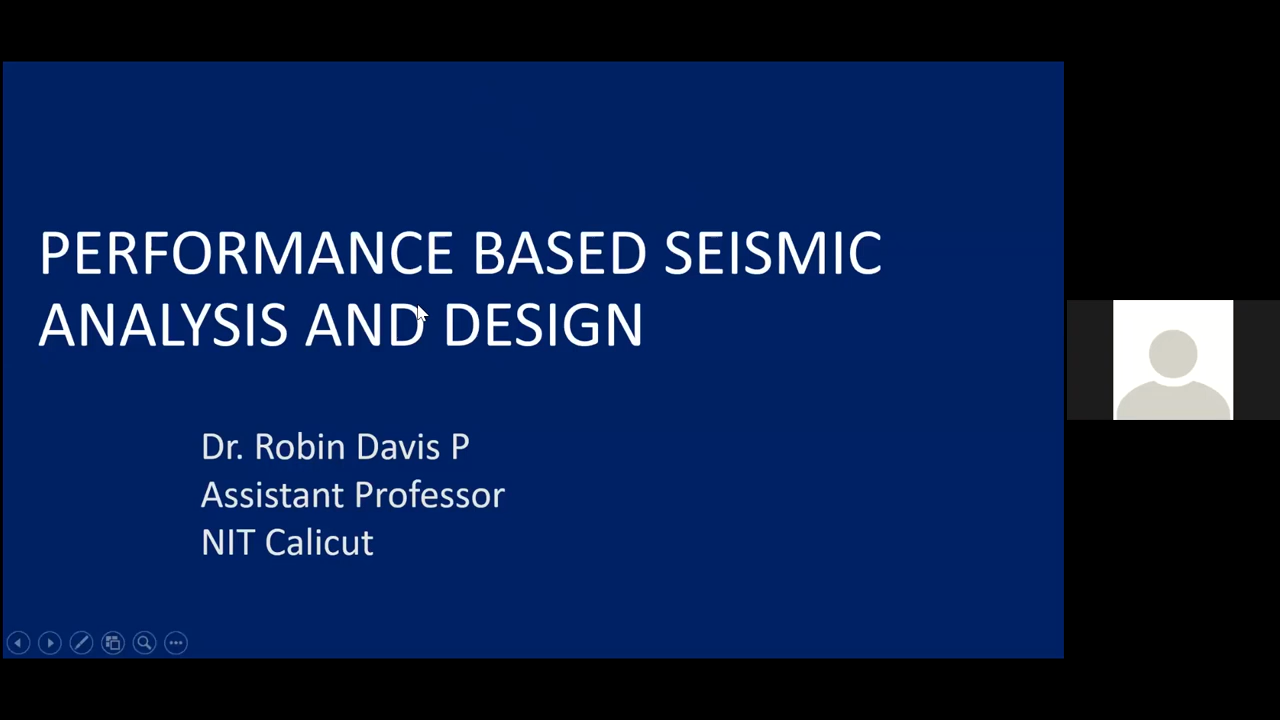 PERFORMANCE BASED SEISMIC
ANALYSIS AND DESIGN
Dr. Robin Davis P
Assistant Professor
NIT Calicut